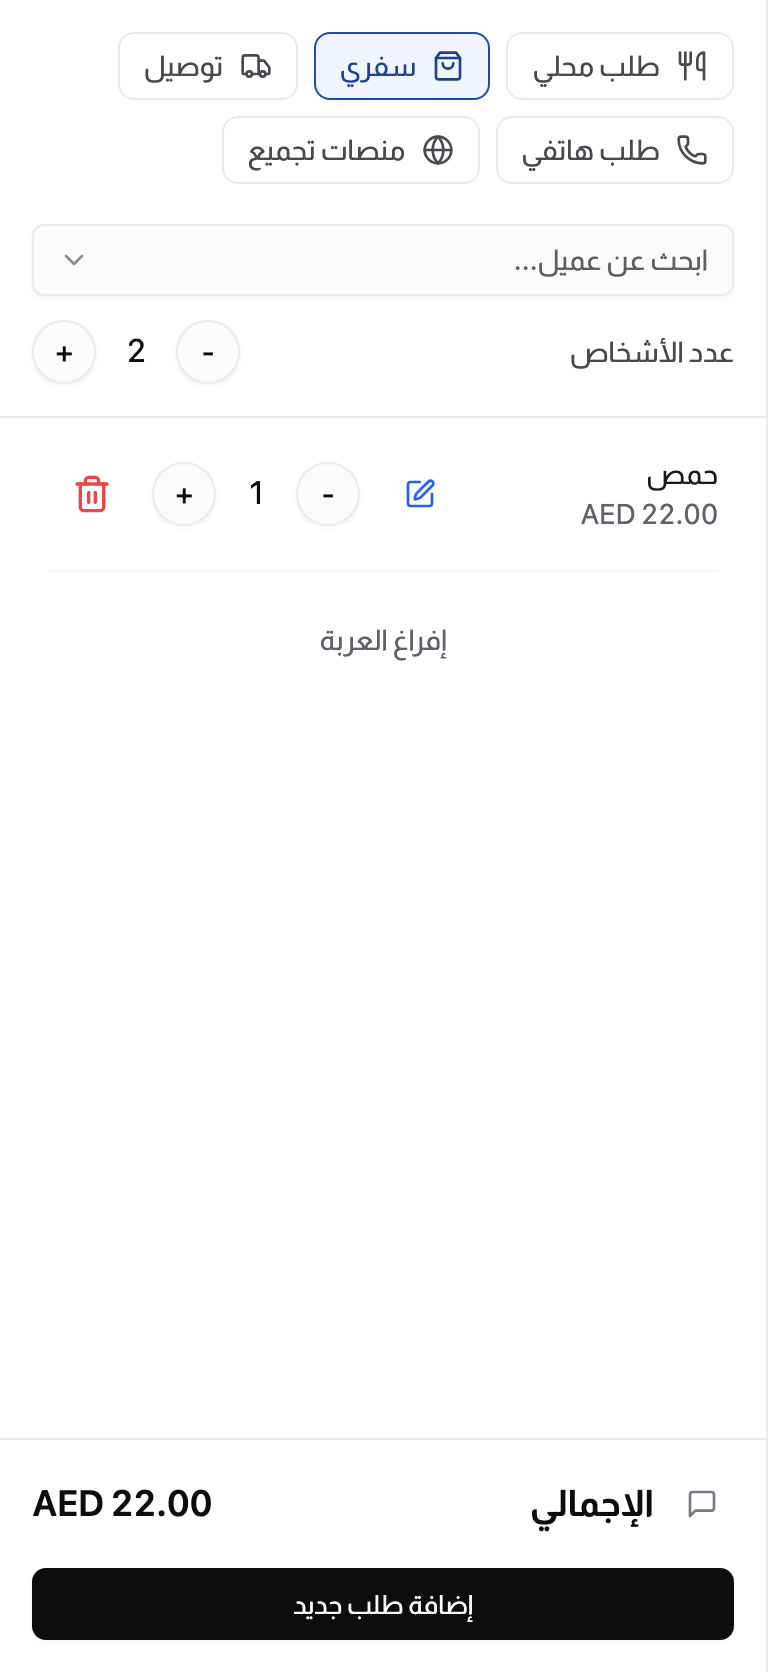 طلب محلي
سفري
توصيل
طلب هاتفي
منصات تجميع
ابحث عن عميل...
عدد الأشخاص
- 2 +
حمص
AED 22.00
- 1 +
إفراغ العربة
الإجمالي
AED 22.00
إضافة طلب جديد